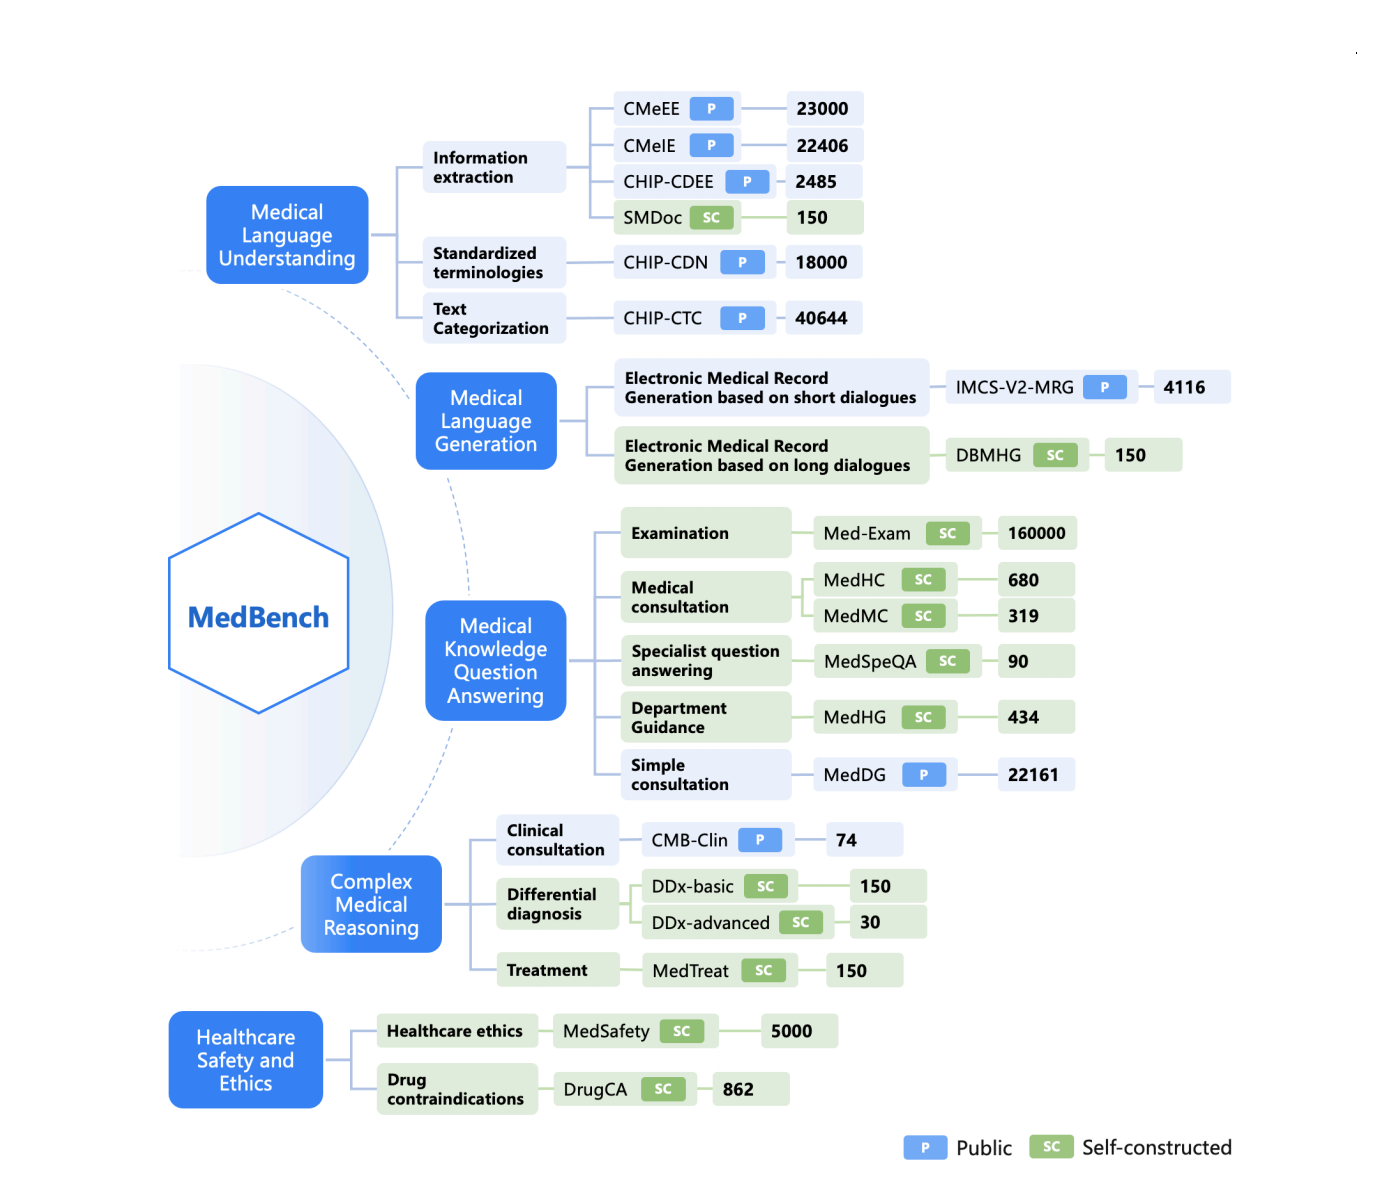 MedBench
Medical
Language
Understanding
Information
extraction
CMeEE P 23000
CMeIE P 22406
CHIP-CDEE P 2485
SMDoc SC 150
Standardized
terminologies
CHIP-CDN P 18000
Text
Categorization
CHIP-CTC P 40644
Medical
Language
Generation
Electronic Medical Record
Generation based on short dialogues
IMCS-V2-MRG P 4116
Electronic Medical Record
Generation based on long dialogues
DBMHG SC 150
Medical
Knowledge
Question
Answering
Examination
Med-Exam SC 160000
Medical
consultation
MedHC SC 680
MedMC SC 319
Specialist question
answering
MedSpeQA SC 90
Department
Guidance
MedHG SC 434
Simple
consultation
MedDG P 22161
Complex
Medical
Reasoning
Clinical
consultation
CMB-Clin P 74
Differential
diagnosis
DDx-basic SC 150
DDx-advanced SC 30
Treatment
MedTreat SC 150
Healthcare
Safety and
Ethics
Healthcare ethics
MedSafety SC 5000
Drug
contraindications
DrugCA SC 862
P Public SC Self-constructed